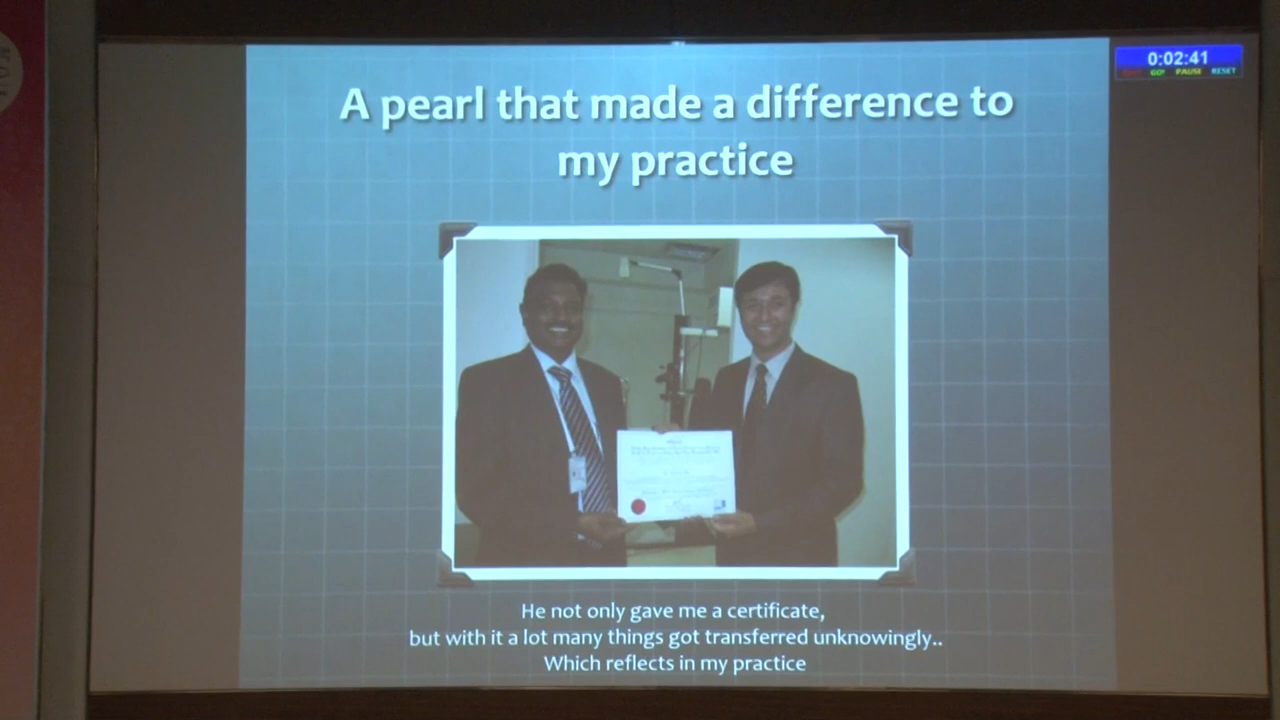 0:02:41
GO!
PAUSE
RESET
A pearl that made a difference to
my practice
He not only gave me a certificate,
but with it a lot many things got transferred unknowingly..
Which reflects in my practice